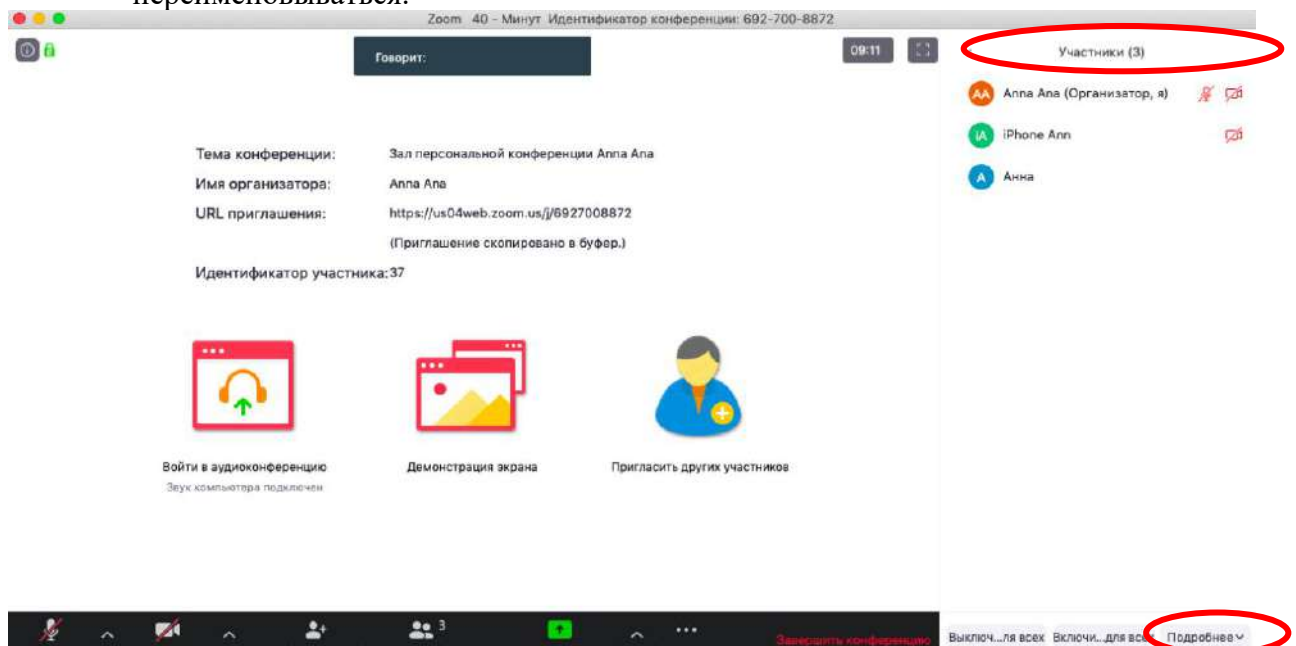 переименовываться.
Zoom 40 - Минут Идентификатор конференции: 692-700-8872
Говорит:
09:11
Участники (3)
AA Anna Ana (Организатор, я)
IA iPhone Ann
A Анна
Тема конференции: Зал персональной конференции Anna Ana
Имя организатора: Anna Ana
URL приглашения: https://us04web.zoom.us/j/6927008872
(Приглашение скопировано в буфер.)
Идентификатор участника:37
Войти в аудиоконференцию
Звук компьютера подключен
Демонстрация экрана
Пригласить других участников
3
Завершить конференцию
Выключ...ля всех Включи...для всех Подробнее